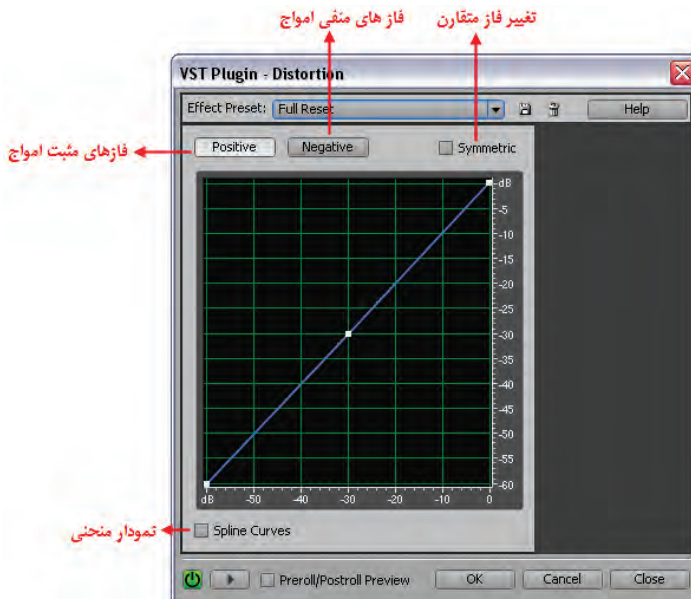 تغییر فاز متقارن
فاز های منفی امواج
VST Plugin - Distortion
Effect Preset: Full Reset Help
فازهای مثبت امواج
Positive Negative Symmetric
dB
-5
-10
-15
-20
-25
-30
-35
-40
-45
-50
-55
-60
dB -50 -40 -30 -20 -10 0
نمودار منحنی
Spline Curves
Preroll/Postroll Preview OK Cancel Close